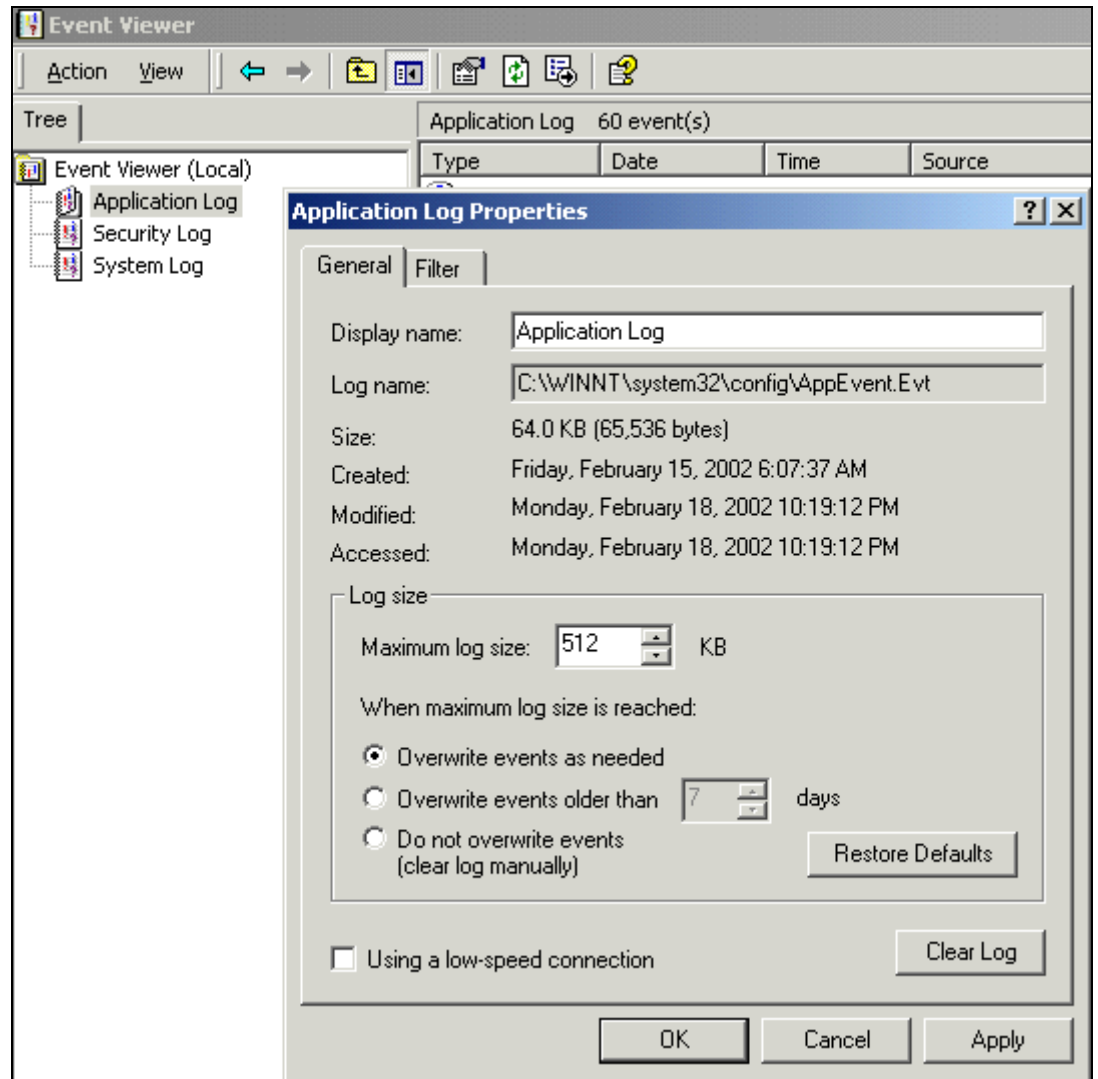 Event Viewer
Action View
Tree
Application Log 60 event(s)
Type Date Time Source
Event Viewer (Local)
Application Log
Security Log
System Log
Application Log Properties
General Filter
Display name: Application Log
Log name: C:\WINNT\system32\config\AppEvent.Evt
Size: 64.0 KB (65,536 bytes)
Created: Friday, February 15, 2002 6:07:37 AM
Modified: Monday, February 18, 2002 10:19:12 PM
Accessed: Monday, February 18, 2002 10:19:12 PM
Log size
Maximum log size: 512 KB
When maximum log size is reached:
Overwrite events as needed
Overwrite events older than 7 days
Do not overwrite events
(clear log manually)
Restore Defaults
Using a low-speed connection
Clear Log
OK Cancel Apply